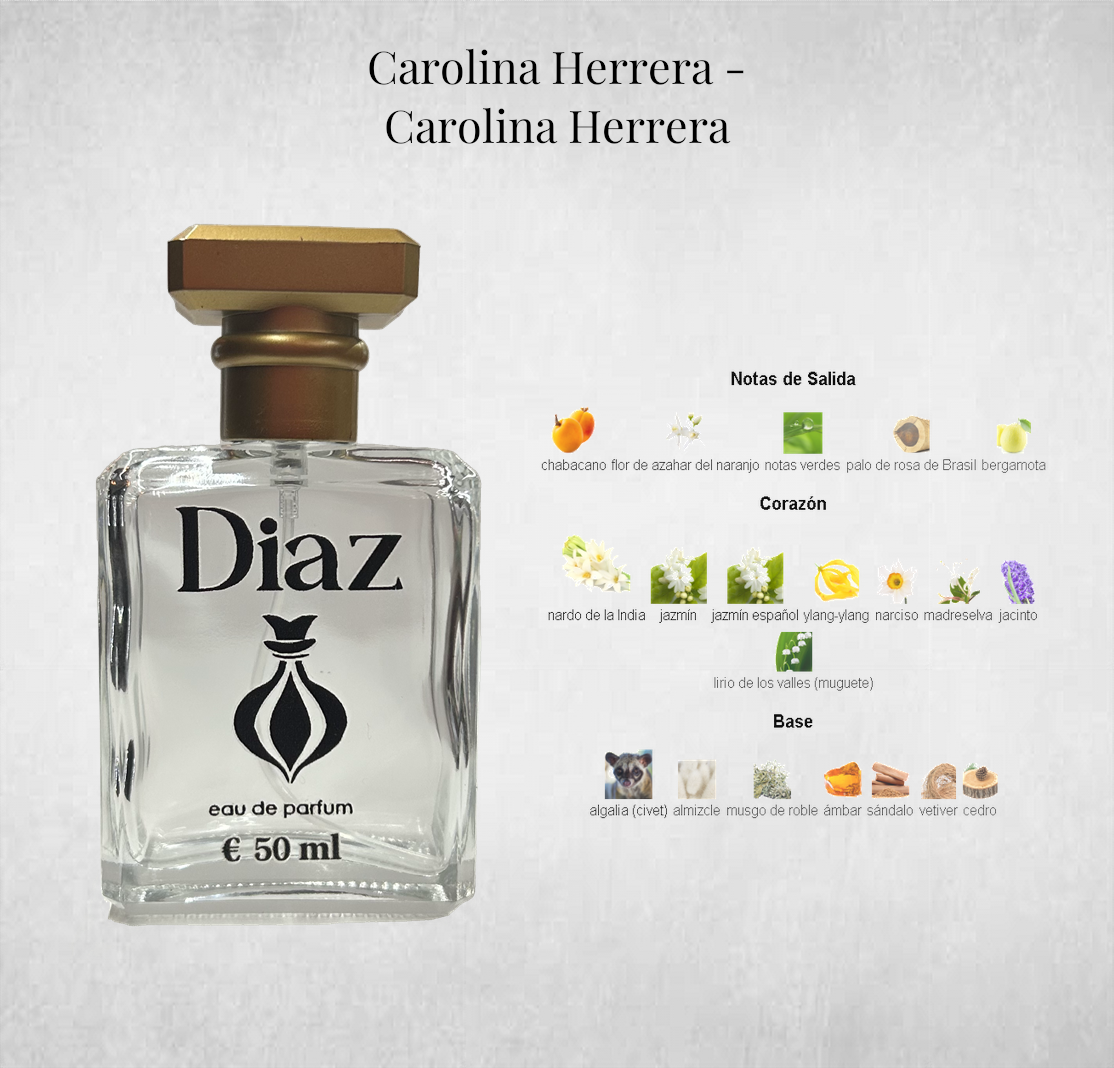 Carolina Herrera -
Carolina Herrera
Diaz
eau de parfum
€ 50 ml
Notas de Salida
chabacano flor de azahar del naranjo notas verdes palo de rosa de Brasil bergamota
Corazón
nardo de la India jazmín jazmín español ylang-ylang narciso madreselva jacinto
lirio de los valles (muguete)
Base
algalia (civet) almizcle musgo de roble ámbar sándalo vetiver cedro